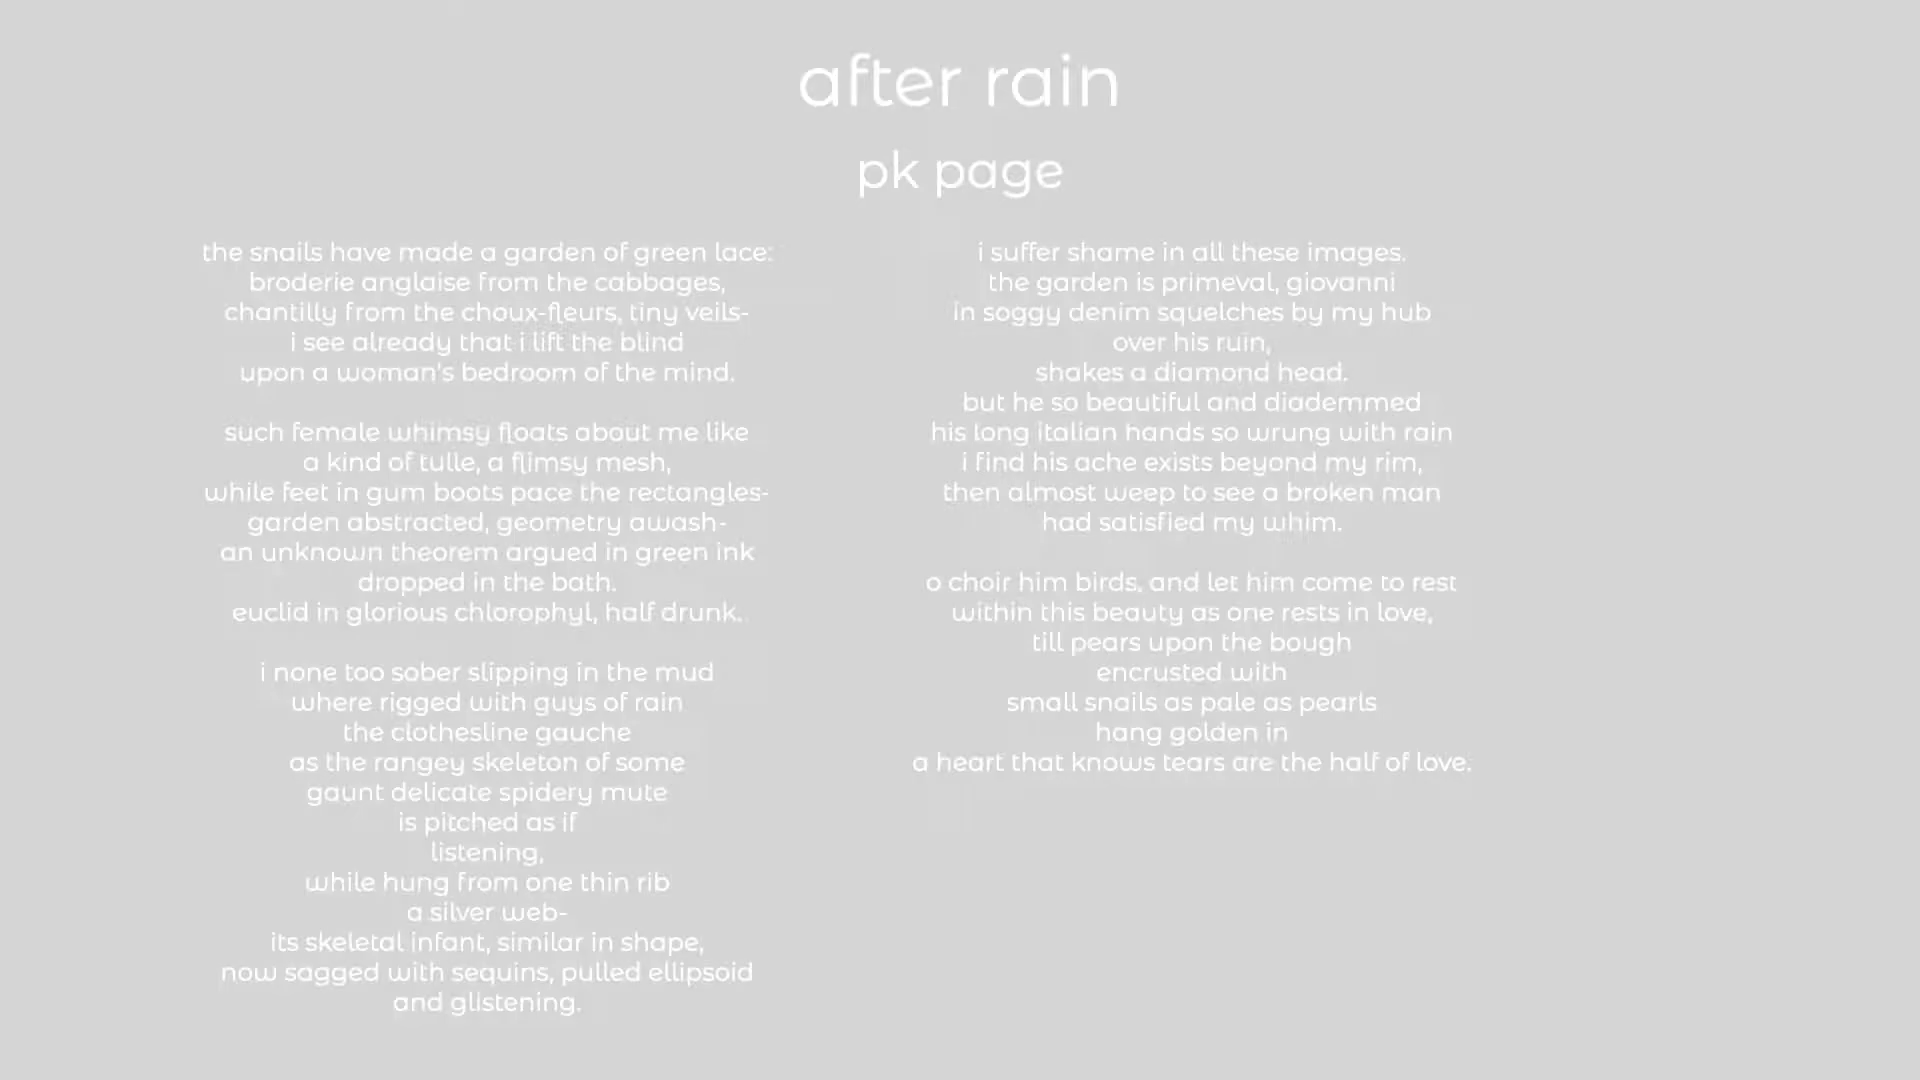 after rain
pk page
the snails have made a garden of green lace:
broderie anglaise from the cabbages,
chantilly from the choux-fleurs, tiny veils-
i see already that i lift the blind
upon a woman's bedroom of the mind.
such female whimsy floats about me like
a kind of tulle, a flimsy mesh,
while feet in gum boots pace the rectangles-
garden abstracted, geometry awash-
an unknown theorem argued in green ink
dropped in the bath.
euclid in glorious chlorophyl, half drunk.
i none too sober slipping in the mud
where rigged with guys of rain
the clothesline gauche
as the rangey skeleton of some
gaunt delicate spidery mute
is pitched as if
listening,
while hung from one thin rib
a silver web-
its skeletal infant, similar in shape,
now sagged with sequins, pulled ellipsoid
and glistening.
i suffer shame in all these images.
the garden is primeval, giovanni
in soggy denim squelches by my hub
over his ruin,
shakes a diamond head.
but he so beautiful and diademmed
his long italian hands so wrung with rain
i find his ache exists beyond my rim,
then almost weep to see a broken man
had satisfied my whim.
o choir him birds, and let him come to rest
within this beauty as one rests in love,
till pears upon the bough
encrusted with
small snails as pale as pearls
hang golden in
a heart that knows tears are the half of love.